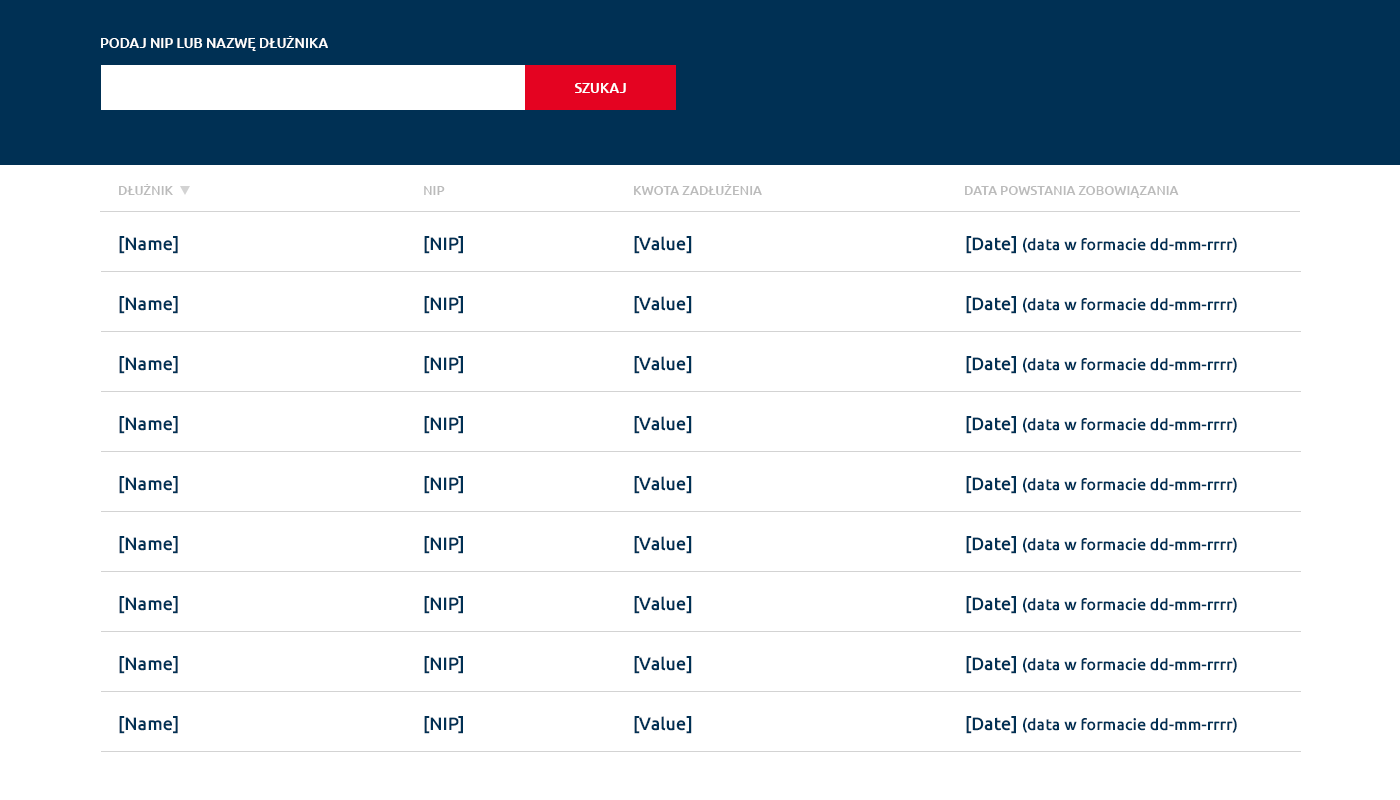 PODAJ NIP LUB NAZWĘ DŁUŻNIKA
SZUKAJ
DŁUŻNIK NIP KWOTA ZADŁUŻENIA DATA POWSTANIA ZOBOWIĄZANIA
[Name] [NIP] [Value] [Date] (data w formacie dd-mm-rrrr)
[Name] [NIP] [Value] [Date] (data w formacie dd-mm-rrrr)
[Name] [NIP] [Value] [Date] (data w formacie dd-mm-rrrr)
[Name] [NIP] [Value] [Date] (data w formacie dd-mm-rrrr)
[Name] [NIP] [Value] [Date] (data w formacie dd-mm-rrrr)
[Name] [NIP] [Value] [Date] (data w formacie dd-mm-rrrr)
[Name] [NIP] [Value] [Date] (data w formacie dd-mm-rrrr)
[Name] [NIP] [Value] [Date] (data w formacie dd-mm-rrrr)
[Name] [NIP] [Value] [Date] (data w formacie dd-mm-rrrr)